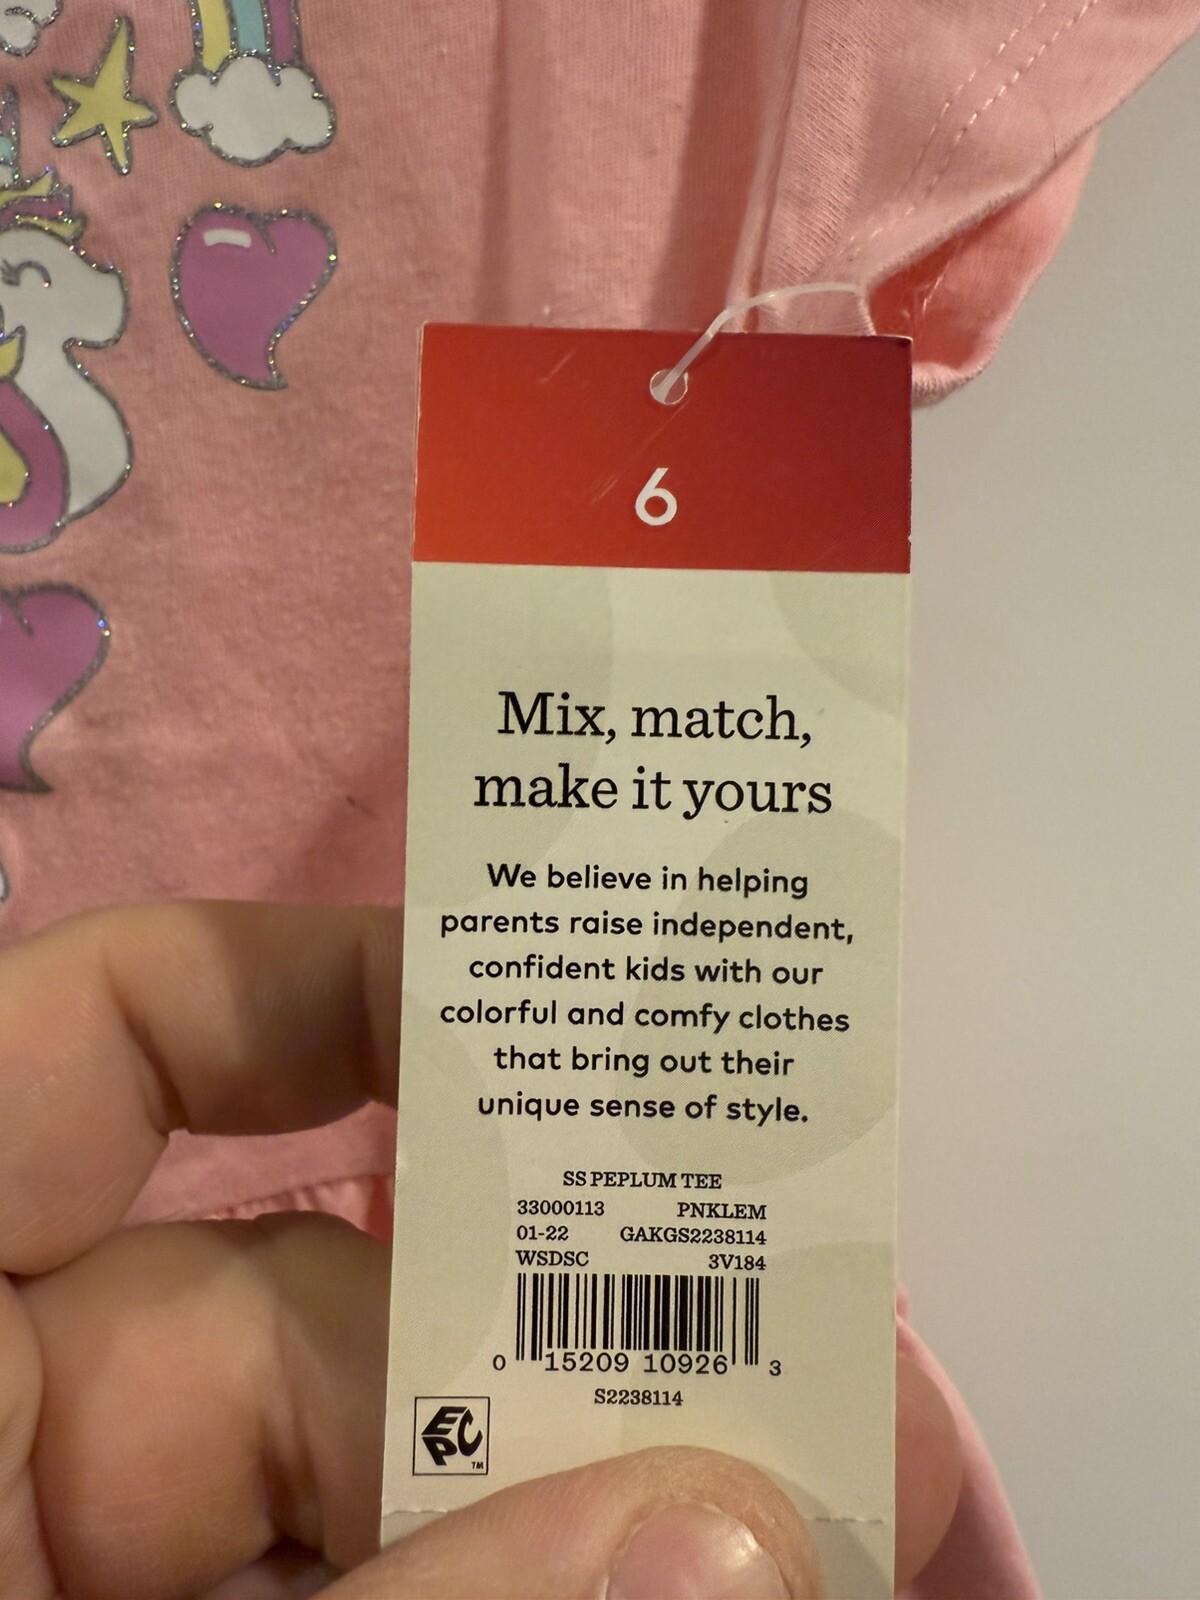 6
Mix, match,
make it yours
We believe in helping
parents raise independent,
confident kids with our
colorful and comfy clothes
that bring out their
unique sense of style.
SS PEPLUM TEE
33000113 PNKLEM
01-22 GAKGS2238114
WSDSC 3V184
0 15209 10926 3
S2238114
EPC
TM